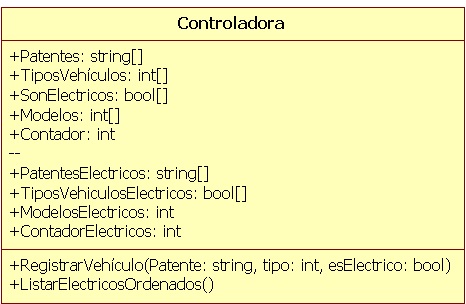 Controladora
+Patentes: string[]
+TiposVehículos: int[]
+SonElectricos: bool[]
+Modelos: int[]
+Contador: int
--
+PatentesElectricos: string[]
+TiposVehiculosElectricos: bool[]
+ModelosElectricos: int
+ContadorElectricos: int
+RegistrarVehículo(Patente: string, tipo: int, esElectrico: bool)
+ListarElectricosOrdenados()